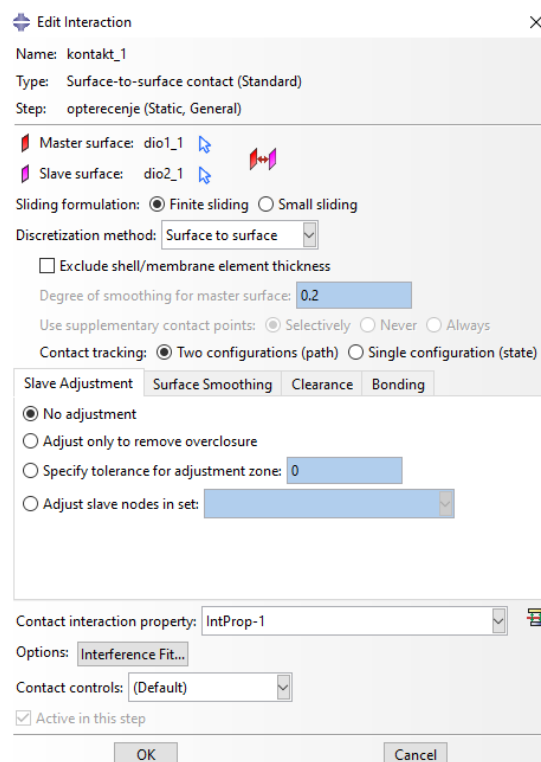 Edit Interaction
Name: kontakt_1
Type: Surface-to-surface contact (Standard)
Step: opterecenje (Static, General)
Master surface: dio1_1
Slave surface: dio2_1
Sliding formulation: Finite sliding Small sliding
Discretization method: Surface to surface
Exclude shell/membrane element thickness
Degree of smoothing for master surface: 0.2
Use supplementary contact points: Selectively Never Always
Contact tracking: Two configurations (path) Single configuration (state)
Slave Adjustment Surface Smoothing Clearance Bonding
No adjustment
Adjust only to remove overclosure
Specify tolerance for adjustment zone: 0
Adjust slave nodes in set:
Contact interaction property: IntProp-1
Options: Interference Fit...
Contact controls: (Default)
Active in this step
OK Cancel